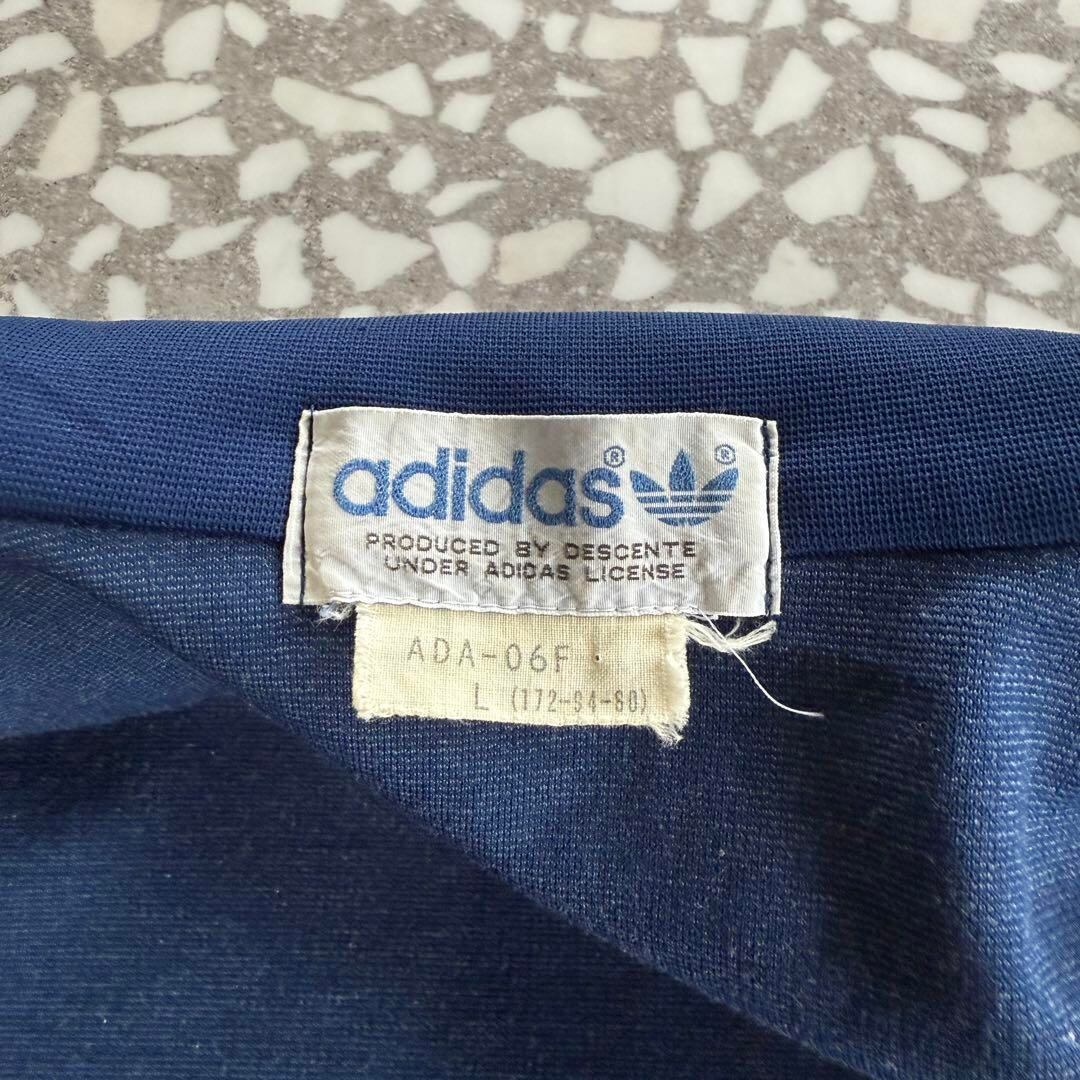 adidas®®
PRODUCED BY DESCENTE
UNDER ADIDAS LICENSE
ADA-06F
L (172-94-80)